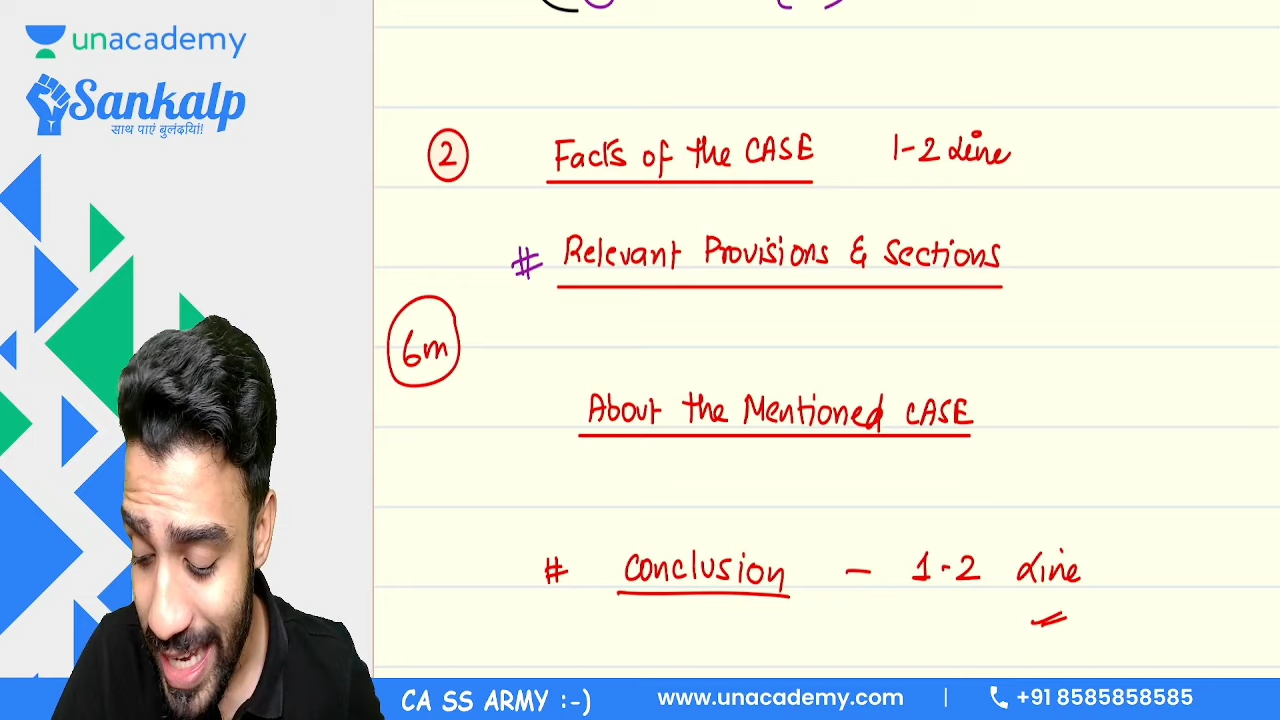 unacademy
Sankalp
साथ पाएं बुलंदियां!
2 Facts of the CASE 1-2 Line
# Relevant Provisions & Sections
6m
About the Mentioned CASE
# Conclusion - 1-2 Line
CA SS ARMY :-) www.unacademy.com | +91 8585858585